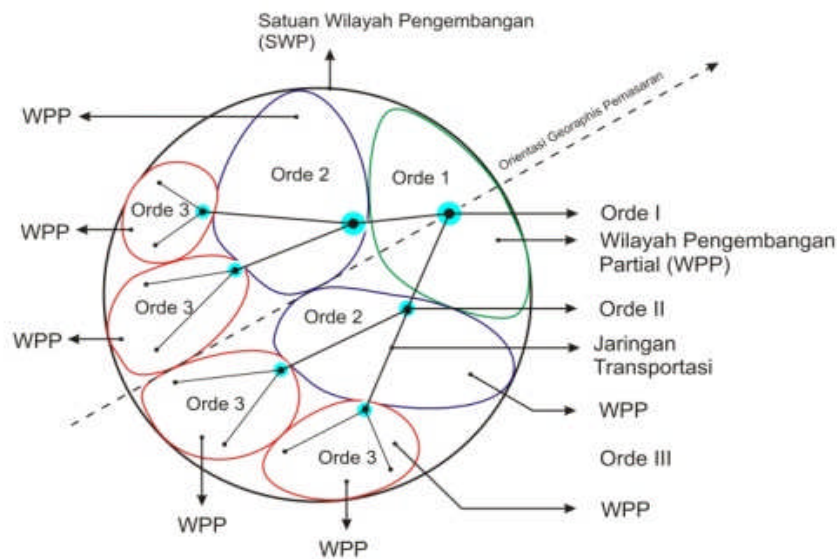 Satuan Wilayah Pengembangan
(SWP)
Orientasi Georaphis Pemasaran
WPP
Orde 2
Orde 1
Orde 3
Orde I
WPP
Wilayah Pengembangan
Partial (WPP)
Orde 3
Orde 2
Orde II
WPP
Jaringan
Transportasi
Orde 3
WPP
Orde 3
Orde III
WPP
WPP
WPP